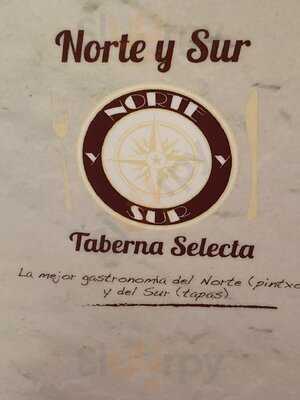 Norte y Sur
NORTE
Y Y
SUR
Taberna Selecta
La mejor gastronomía del Norte (pintxo
y del Sur (tapas)